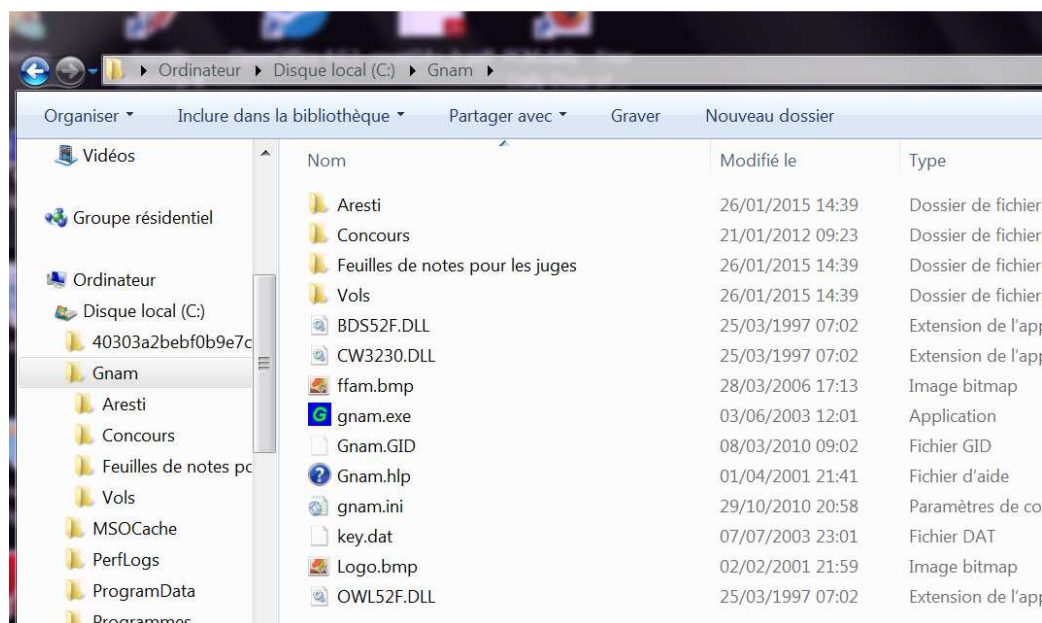 Ordinateur Disque local (C:) Gnam
Organiser Inclure dans la bibliothèque Partager avec Graver Nouveau dossier
Vidéos
Groupe résidentiel
Ordinateur
Disque local (C:)
40303a2bebf0b9e7c
Gnam
Aresti
Concours
Feuilles de notes po
Vols
MSOCache
PerfLogs
ProgramData
Programmes
Nom Modifié le Type
Aresti 26/01/2015 14:39 Dossier de fichier
Concours 21/01/2012 09:23 Dossier de fichier
Feuilles de notes pour les juges 26/01/2015 14:39 Dossier de fichier
Vols 26/01/2015 14:39 Dossier de fichier
BDS52F.DLL 25/03/1997 07:02 Extension de l'app
CW3230.DLL 25/03/1997 07:02 Extension de l'app
ffam.bmp 28/03/2006 17:13 Image bitmap
gnam.exe 03/06/2003 12:01 Application
Gnam.GID 08/03/2010 09:02 Fichier GID
Gnam.hlp 01/04/2001 21:41 Fichier d'aide
gnam.ini 29/10/2010 20:58 Paramètres de co
key.dat 07/07/2003 23:01 Fichier DAT
Logo.bmp 02/02/2001 21:59 Image bitmap
OWL52F.DLL 25/03/1997 07:02 Extension de l'app